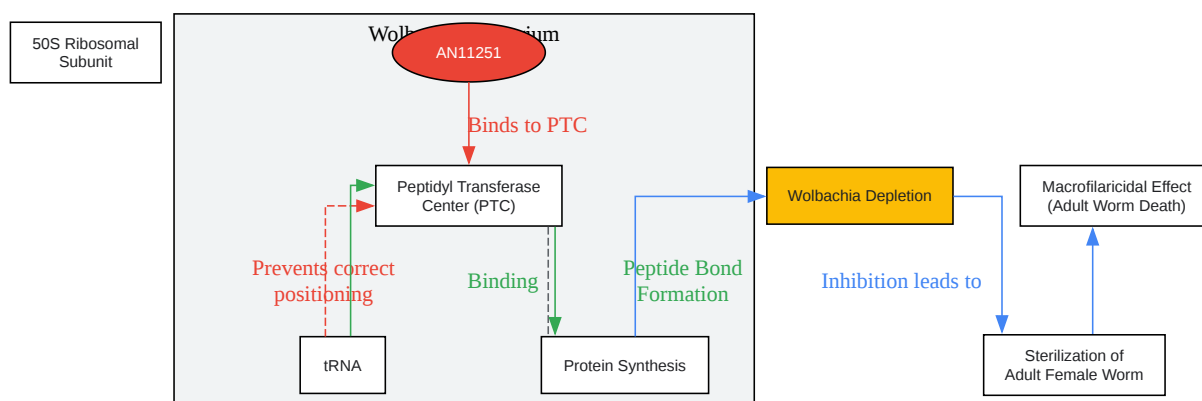 50S Ribosomal
Subunit
AN11251
Binds to PTC
Peptidyl Transferase
Center (PTC)
Wolbachia Depletion
Macrofilaricidal Effect
(Adult Worm Death)
Prevents correct
positioning
Binding
Peptide Bond
Formation
Inhibition leads to
tRNA
Protein Synthesis
Sterilization of
Adult Female Worm